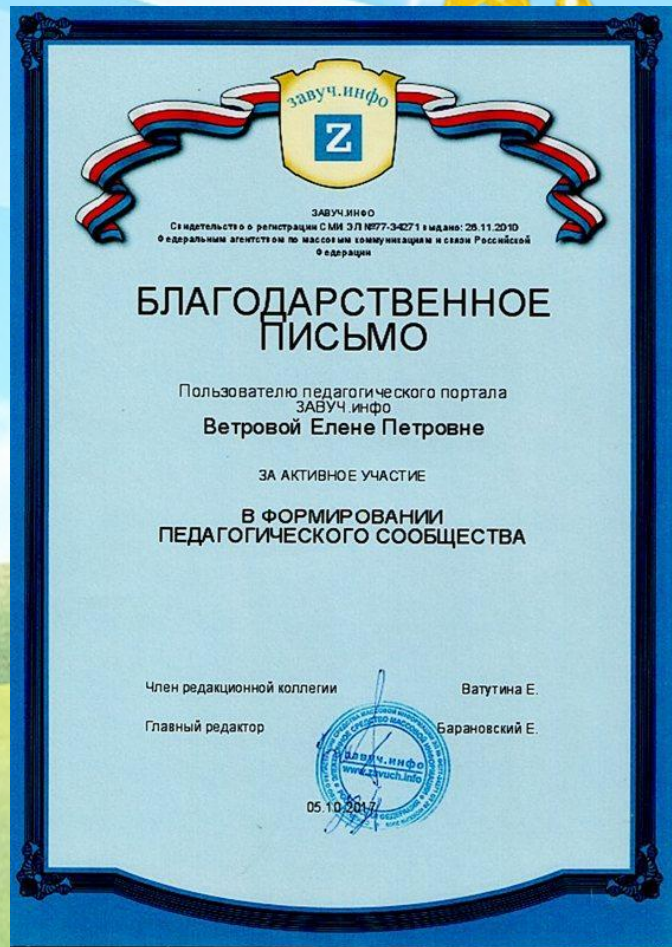 завуч.инфо
Z
ЗАВУЧ.ИНФО
Свидетельство о регистрации СМИ ЭЛ №77-34271 выдано: 26.11.2010
Федеральным агентством по массовым коммуникациям и связи Российской
Федерации
БЛАГОДАРСТВЕННОЕ
ПИСЬМО
Пользователю педагогического портала
ЗАВУЧ.инфо
Ветровой Елене Петровне
ЗА АКТИВНОЕ УЧАСТИЕ
В ФОРМИРОВАНИИ
ПЕДАГОГИЧЕСКОГО СООБЩЕСТВА
Член редакционной коллегии Ватутина Е.
Главный редактор Барановский Е.
завуч.инфо
www.zavuch.info
05.10.2017